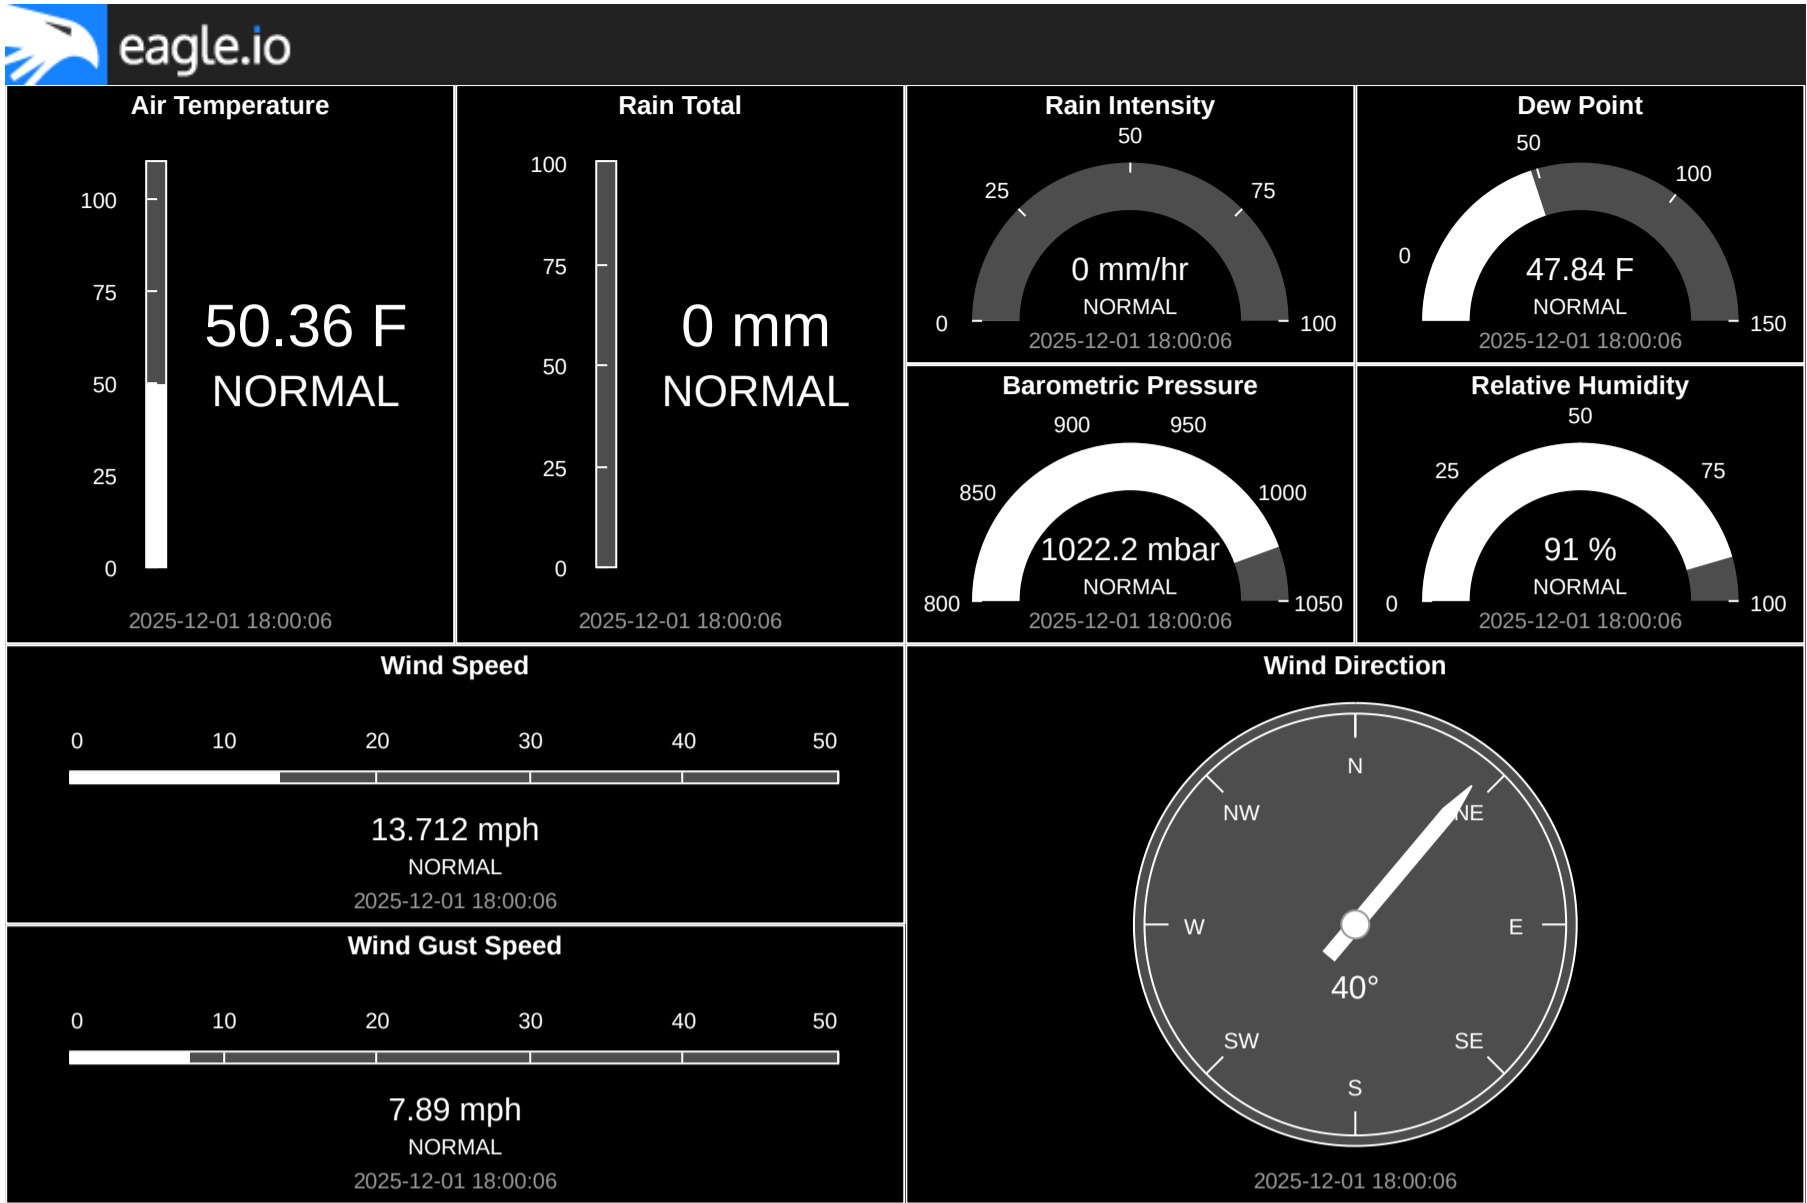 eagle.io
Air Temperature
100
75
50
25
0
50.36 F
NORMAL
2025-12-01 18:00:06
Rain Total
100
75
50
25
0
0 mm
NORMAL
2025-12-01 18:00:06
Rain Intensity
0
25
50
75
100
0 mm/hr
NORMAL
2025-12-01 18:00:06
Dew Point
0
50
100
150
47.84 F
NORMAL
2025-12-01 18:00:06
Barometric Pressure
800
850
900
950
1000
1050
1022.2 mbar
NORMAL
2025-12-01 18:00:06
Relative Humidity
0
25
50
75
100
91 %
NORMAL
2025-12-01 18:00:06
Wind Speed
0 10 20 30 40 50
13.712 mph
NORMAL
2025-12-01 18:00:06
Wind Gust Speed
0 10 20 30 40 50
7.89 mph
NORMAL
2025-12-01 18:00:06
Wind Direction
N
NW NE
W E
40°
SW SE
S
2025-12-01 18:00:06